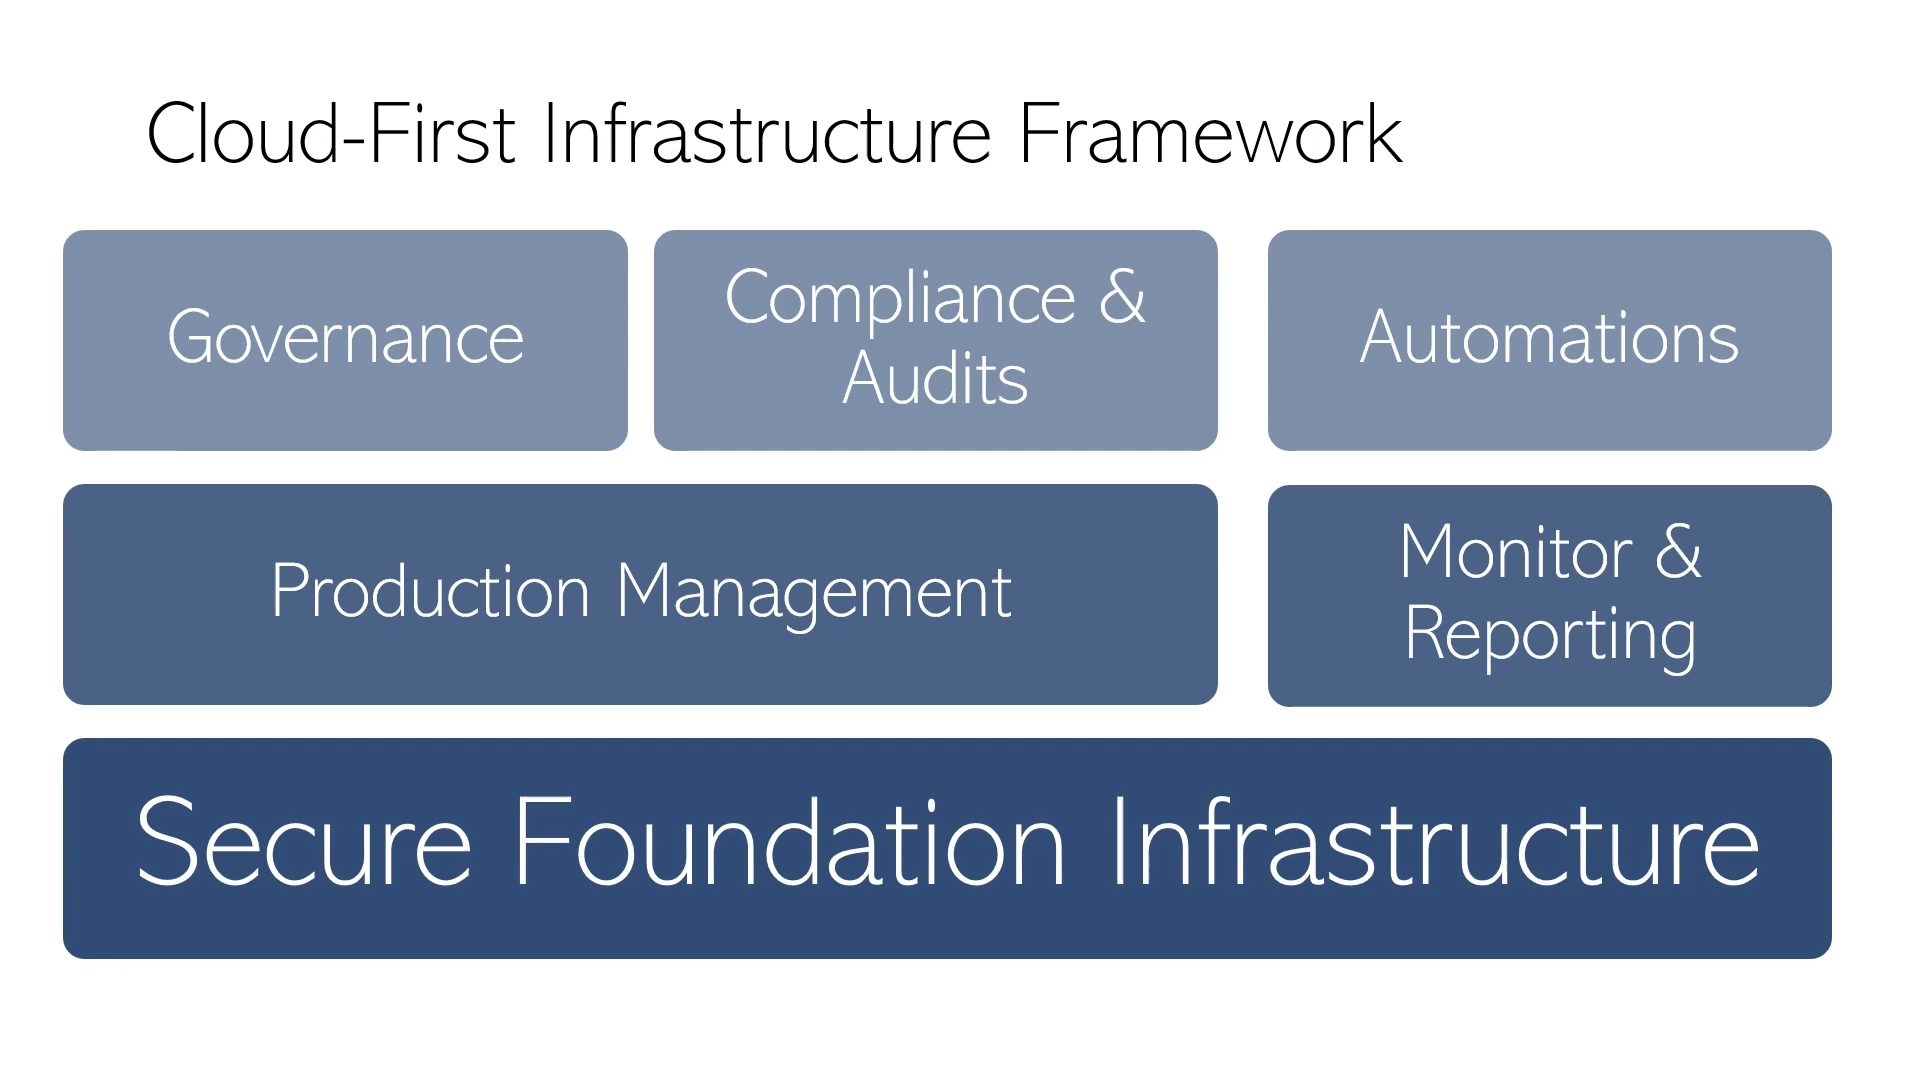 Cloud-First Infrastructure Framework
Governance
Compliance &
Audits
Automations
Production Management
Monitor &
Reporting
Secure Foundation Infrastructure